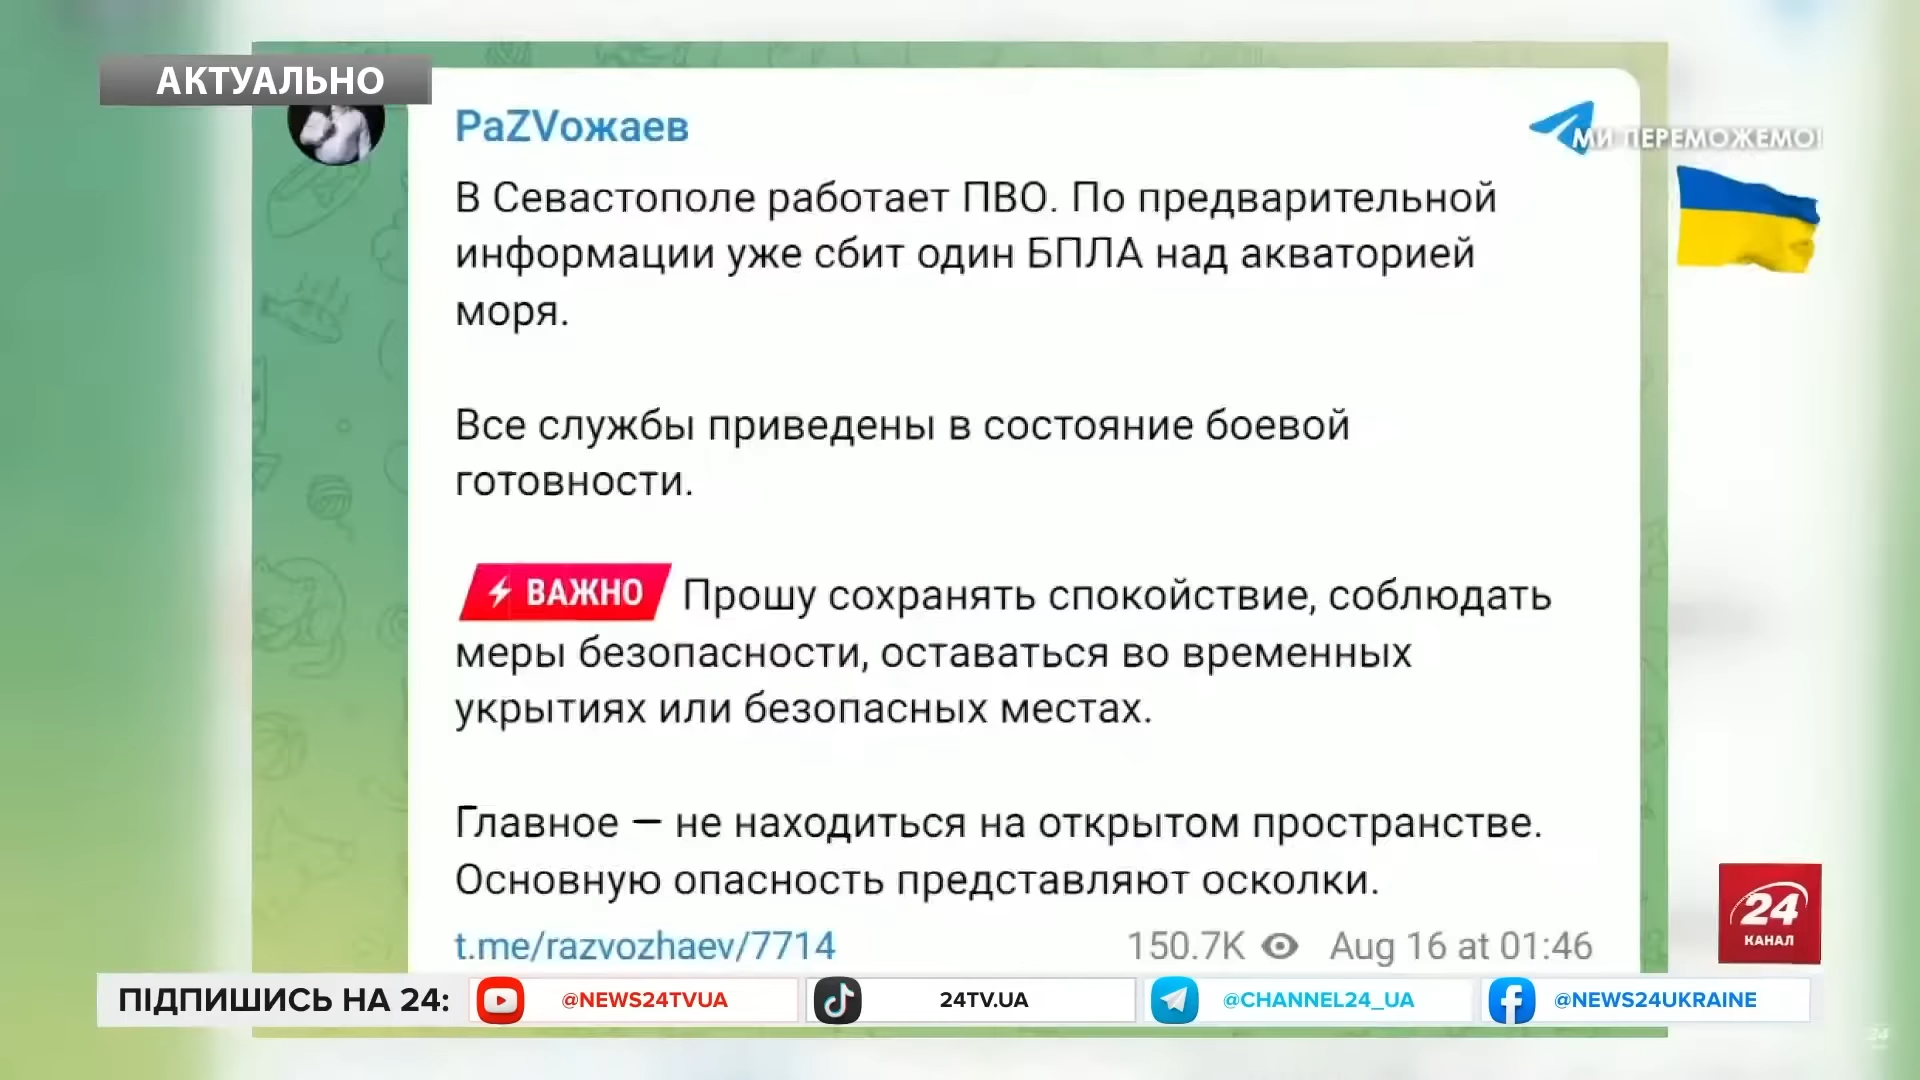 АКТУАЛЬНО
РаZVожаев
МИ ПЕРЕМОЖЕМО!
В Севастополе работает ПВО. По предварительной
информации уже сбит один БПЛА над акваторией
моря.
Все службы приведены в состояние боевой
готовности.
ВАЖНО Прошу сохранять спокойствие, соблюдать
меры безопасности, оставаться во временных
укрытиях или безопасных местах.
Главное — не находиться на открытом пространстве.
Основную опасность представляют осколки.
t.me/razvozhaev/7714 150.7K Aug 16 at 01:46
24
КАНАЛ
ПІДПИШИСЬ НА 24: @NEWS24TVUA 24TV.UA @CHANNEL24_UA @NEWS24UKRAINE
24